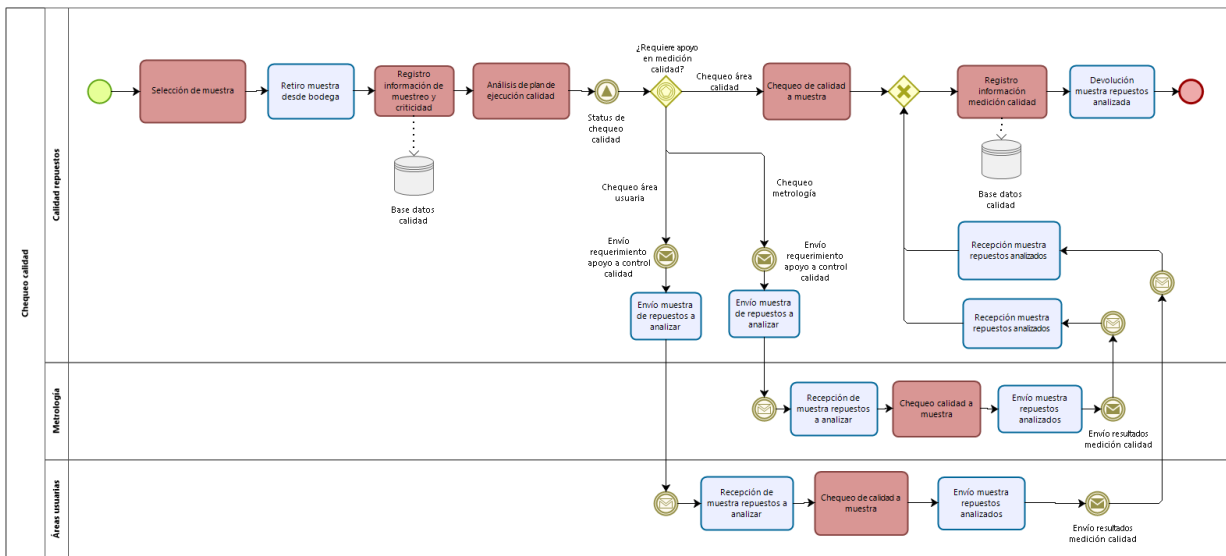 Chequeo calidad
Calidad repuestos
Selección de muestra
Retiro muestra
desde bodega
Registro
información de
muestreo y
criticidad
Base datos
calidad
Análisis de plan de
ejecución calidad
Status de
chequeo
calidad
¿Requiere apoyo
en medición
calidad?
Chequeo área
calidad
Chequeo de calidad
a muestra
Registro
información
medición calidad
Base datos
calidad
Devolución
muestra repuestos
analizada
Chequeo área
usuaria
Chequeo
metrología
Envío
requerimiento
apoyo a control
calidad
Envío
requerimiento
apoyo a control
calidad
Envío muestra
de repuestos a
analizar
Envío muestra
de repuestos a
analizar
Recepción muestra
repuestos analizados
Recepción muestra
repuestos analizados
Metrología
Recepción de
muestra repuestos
a analizar
Chequeo calidad a
muestra
Envío muestra
repuestos
analizados
Envío resultados
medición calidad
Áreas usuarias
Recepción de
muestra repuestos a
analizar
Chequeo de calidad a
muestra
Envío muestra
repuestos
analizados
Envío resultados
medición calidad